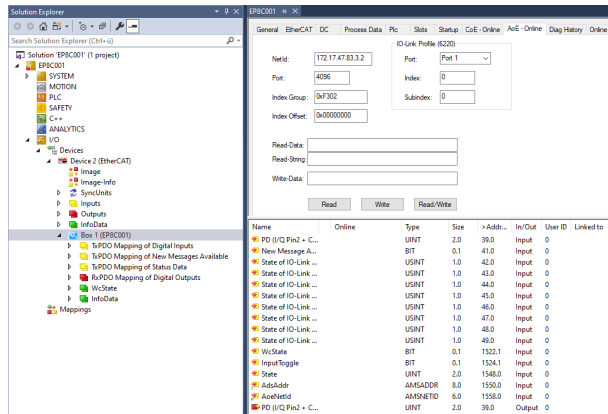 Solution Explorer
Search Solution Explorer (Ctrl+ü)
Solution 'EP8C001' (1 project)
EP8C001
SYSTEM
MOTION
PLC
SAFETY
C++
ANALYTICS
I/O
Devices
Device 2 (EtherCAT)
Image
Image-Info
SyncUnits
Inputs
Outputs
InfoData
Box 1 (EP8C001)
TxPDO Mapping of Digital Inputs
TxPDO Mapping of New Messages Available
TxPDO Mapping of Status Data
RxPDO Mapping of Digital Outputs
WcState
InfoData
Mappings
EP8C001
General EtherCAT DC Process Data Plc Slots Startup CoE - Online AoE - Online Diag History Online
IO-Link Profile (6220)
NetId: 172.17.47.83.3.2 Port: Port 1
Port: 4096 Index: 0
Index Group: 0xF302 Subindex: 0
Index Offset: 0x00000000
Read-Data:
Read-String:
Write-Data:
Read Write Read/Write
Name Online Type Size >Addr... In/Out User ID Linked to
PD (I/Q Pin2 + C... UINT 2.0 39.0 Input 0
New Message A... BIT 0.1 41.0 Input 0
State of IO-Link ... USINT 1.0 42.0 Input 0
State of IO-Link ... USINT 1.0 43.0 Input 0
State of IO-Link ... USINT 1.0 44.0 Input 0
State of IO-Link ... USINT 1.0 45.0 Input 0
State of IO-Link ... USINT 1.0 46.0 Input 0
State of IO-Link ... USINT 1.0 47.0 Input 0
State of IO-Link ... USINT 1.0 48.0 Input 0
State of IO-Link ... USINT 1.0 49.0 Input 0
WcState BIT 0.1 1522.1 Input 0
InputToggle BIT 0.1 1524.1 Input 0
State UINT 2.0 1548.0 Input 0
AdsAddr AMSADDR 8.0 1550.0 Input 0
AoeNetId AMSNETID 6.0 1558.0 Input 0
PD (I/Q Pin2 + C... UINT 2.0 39.0 Output 0